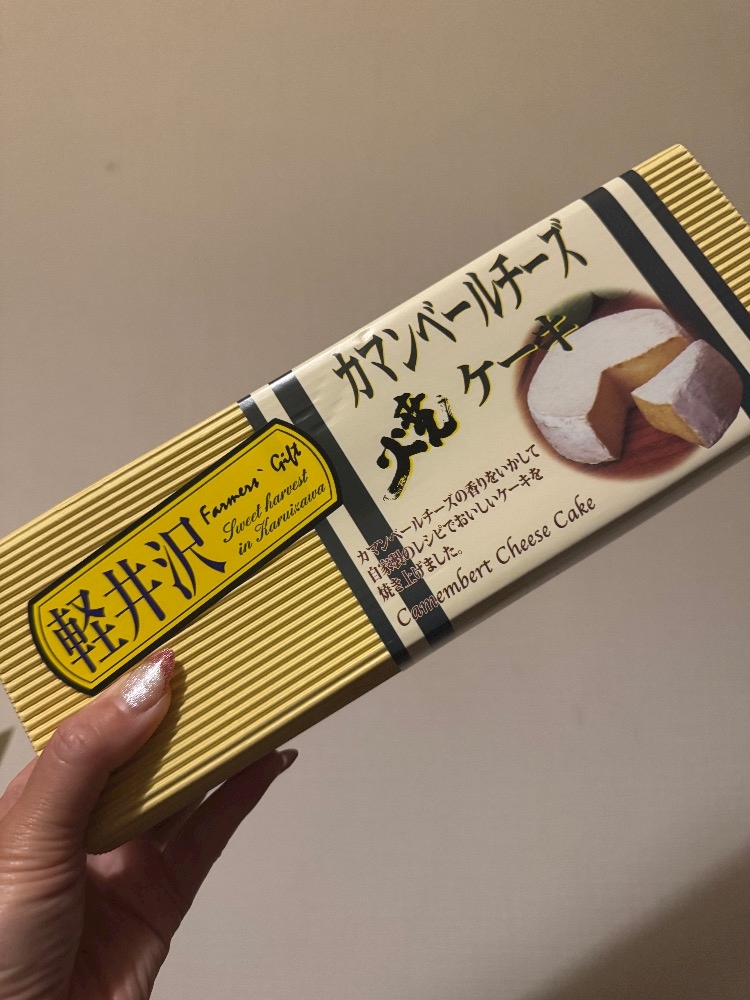 カマンベールチーズ
焼ケーキ
カマンベールチーズの香りをいかして
自家製のレシピでおいしいケーキを
焼き上げました。
Camembert Cheese Cake
軽井沢
Farmers' Gift
Sweet harvest
in Karuizawa